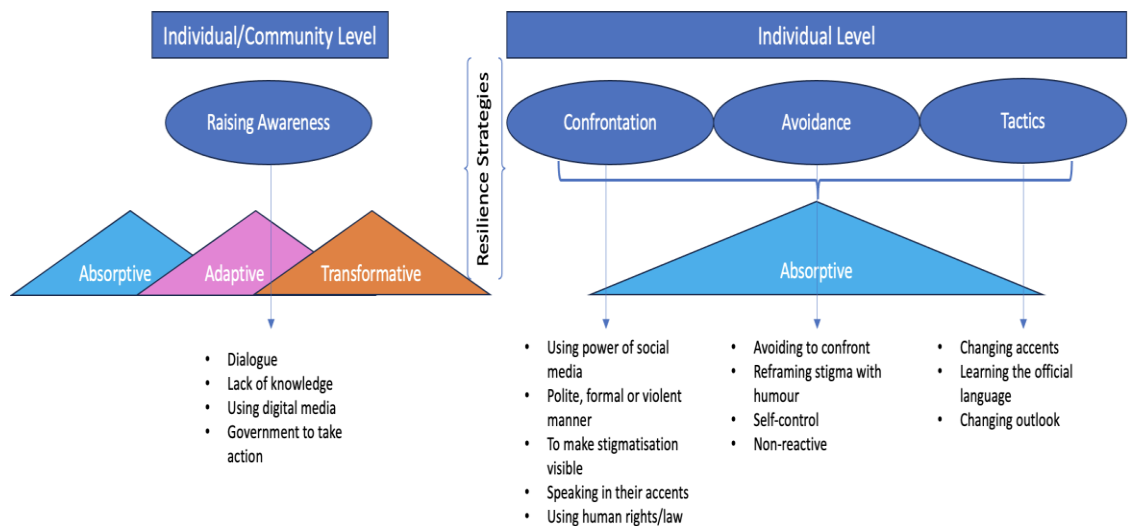 Individual/Community Level
Individual Level
Raising Awareness
Resilience Strategies
Confrontation
Avoidance
Tactics
Absorptive
Adaptive
Transformative
Absorptive
• Dialogue
• Lack of knowledge
• Using digital media
• Government to take
action
• Using power of social
media
• Polite, formal or violent
manner
• To make stigmatisation
visible
• Speaking in their accents
• Using human rights/law
• Avoiding to confront
• Reframing stigma with
humour
• Self-control
• Non-reactive
• Changing accents
• Learning the official
language
• Changing outlook